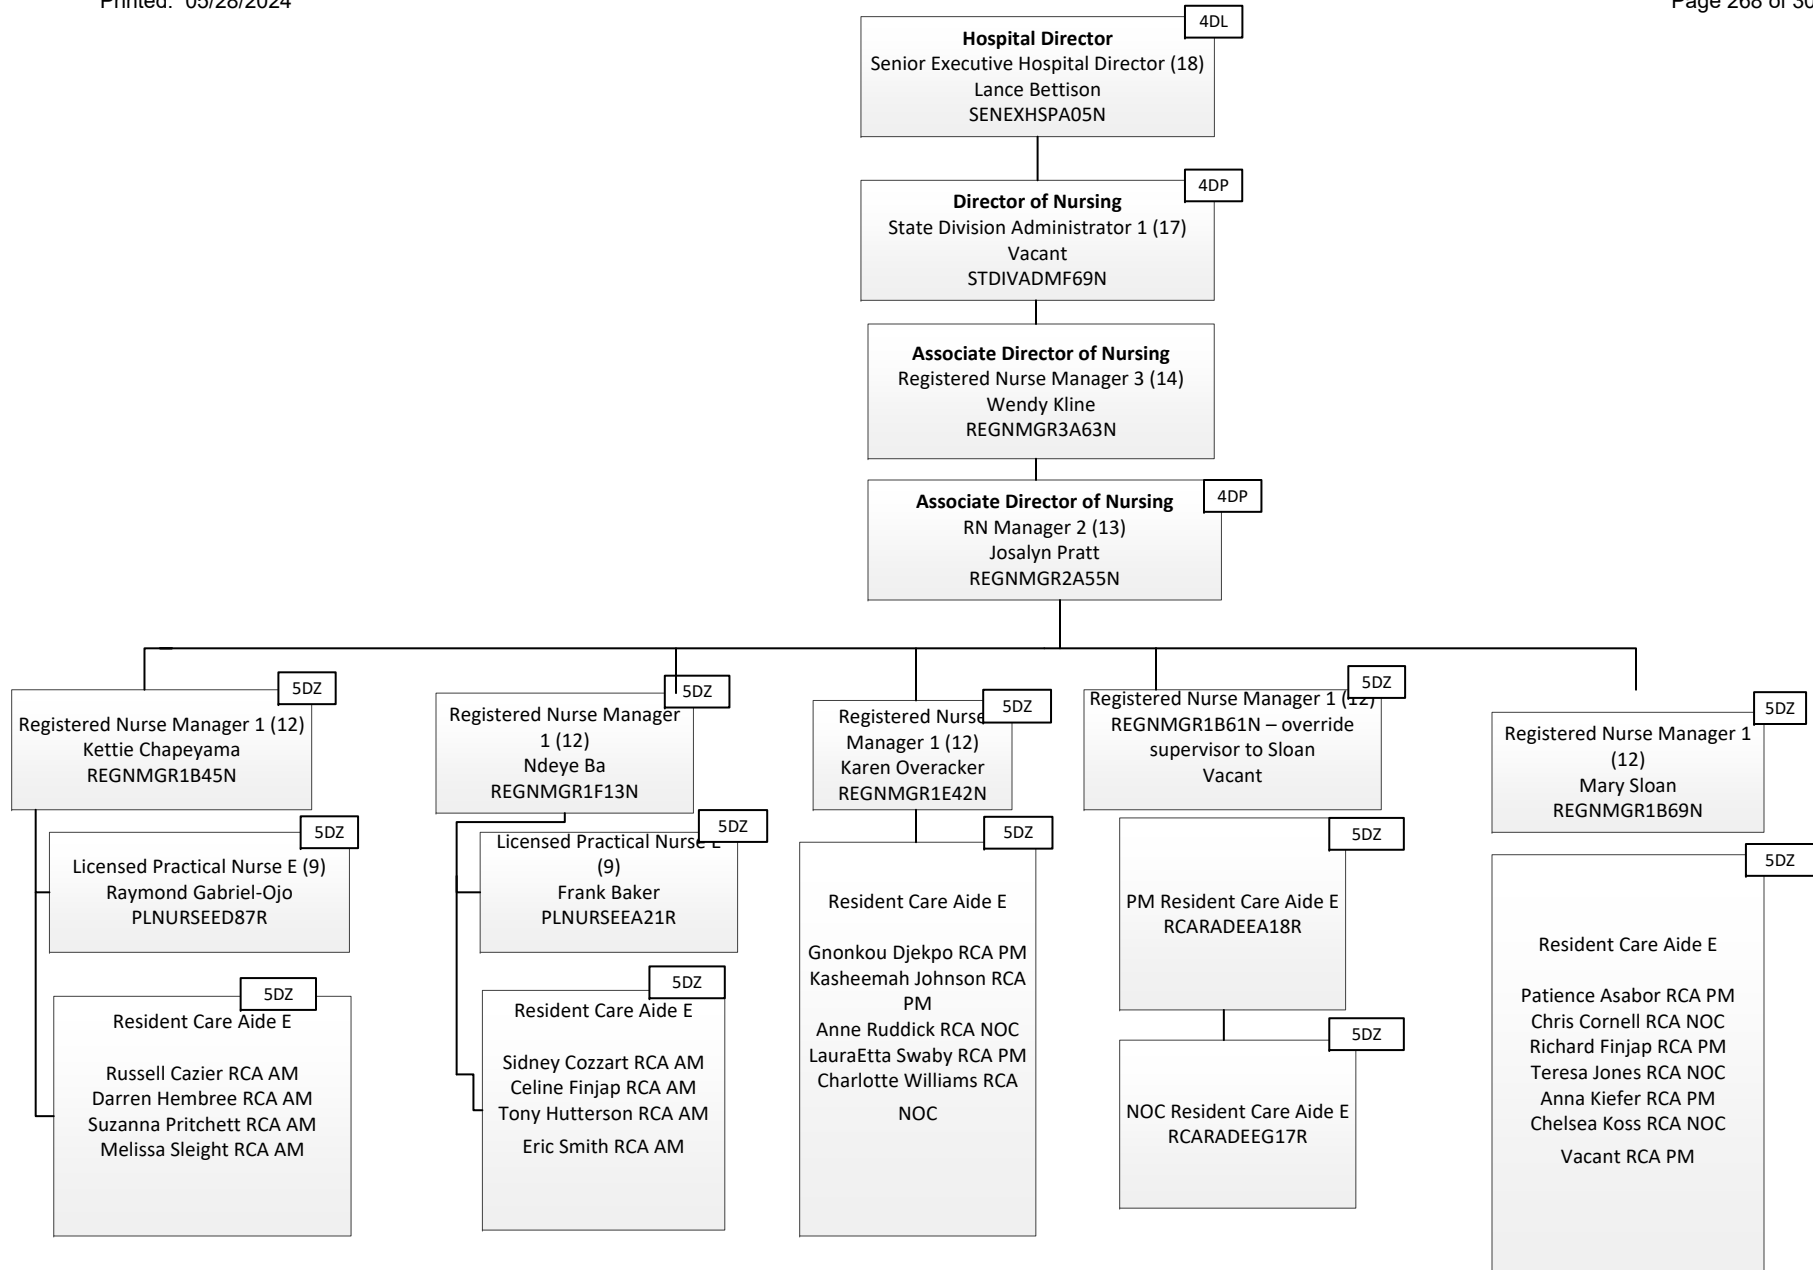 Printed: 05/28/2024
Page 268 of 30
4DL
Hospital Director
Senior Executive Hospital Director (18)
Lance Bettison
SENEXHSPA05N
4DP
Director of Nursing
State Division Administrator 1 (17)
Vacant
STDIVADMF69N
Associate Director of Nursing
Registered Nurse Manager 3 (14)
Wendy Kline
REGNMGR3A63N
4DP
Associate Director of Nursing
RN Manager 2 (13)
Josalyn Pratt
REGNMGR2A55N
5DZ
Registered Nurse Manager 1 (12)
Kettie Chapeyama
REGNMGR1B45N
5DZ
Licensed Practical Nurse E (9)
Raymond Gabriel-Ojo
PLNURSEED87R
5DZ
Resident Care Aide E
Russell Cazier RCA AM
Darren Hembree RCA AM
Suzanna Pritchett RCA AM
Melissa Sleight RCA AM
5DZ
Registered Nurse Manager
1 (12)
Ndeye Ba
REGNMGR1F13N
5DZ
Licensed Practical Nurse E
(9)
Frank Baker
PLNURSEEA21R
5DZ
Resident Care Aide E
Sidney Cozzart RCA AM
Celine Finjap RCA AM
Tony Hutterson RCA AM
Eric Smith RCA AM
5DZ
Registered Nurse
Manager 1 (12)
Karen Overacker
REGNMGR1E42N
5DZ
Resident Care Aide E
Gnonkou Djekpo RCA PM
Kasheemah Johnson RCA
PM
Anne Ruddick RCA NOC
LauraEtta Swaby RCA PM
Charlotte Williams RCA
NOC
5DZ
Registered Nurse Manager 1 (12)
REGNMGR1B61N – override
supervisor to Sloan
Vacant
5DZ
PM Resident Care Aide E
RCARADEEA18R
5DZ
NOC Resident Care Aide E
RCARADEEG17R
5DZ
Registered Nurse Manager 1
(12)
Mary Sloan
REGNMGR1B69N
5DZ
Resident Care Aide E
Patience Asabor RCA PM
Chris Cornell RCA NOC
Richard Finjap RCA PM
Teresa Jones RCA NOC
Anna Kiefer RCA PM
Chelsea Koss RCA NOC
Vacant RCA PM